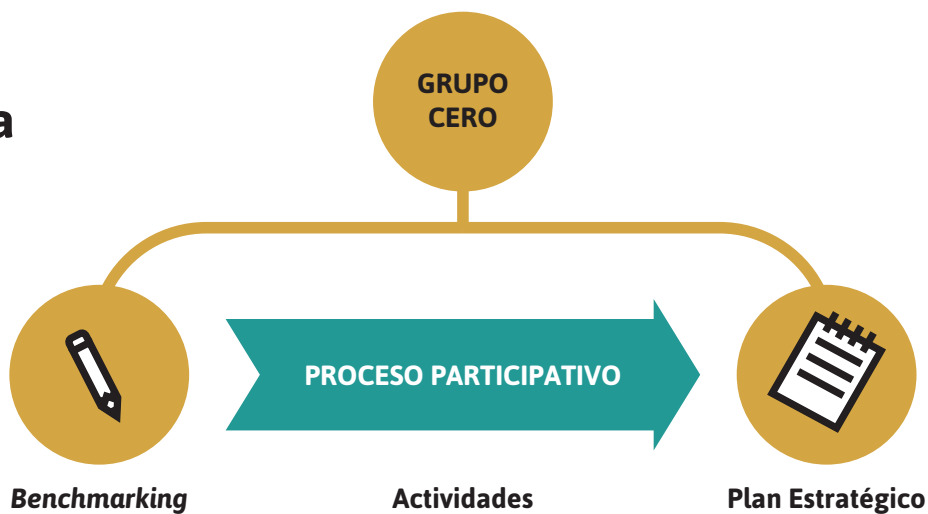 GRUPO
CERO
a
PROCESO PARTICIPATIVO
Benchmarking
Actividades
Plan Estratégico